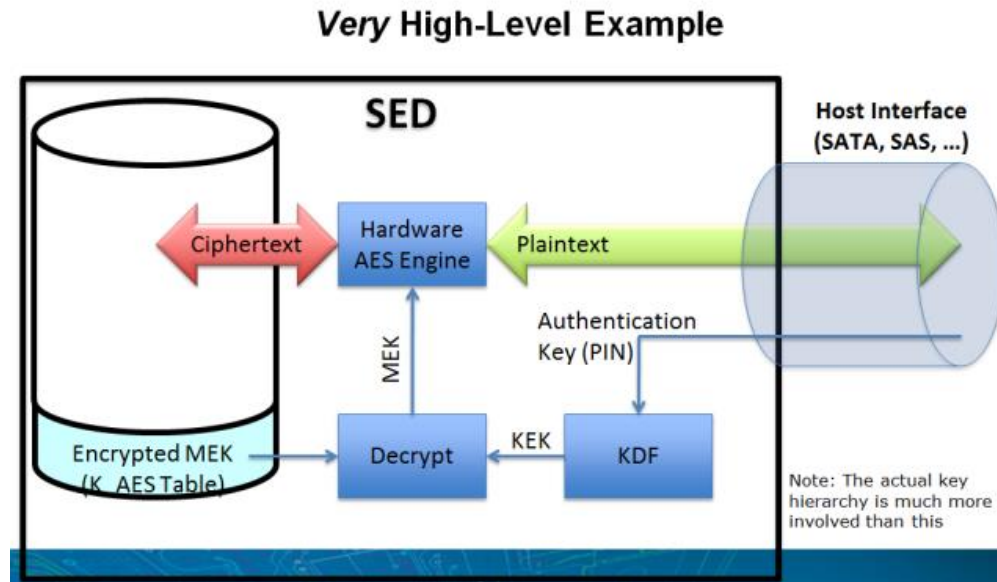 Very High-Level Example
SED
Host Interface
(SATA, SAS, ...)
Ciphertext
Hardware
AES Engine
Plaintext
Authentication
Key (PIN)
MEK
Encrypted MEK
(K_AES Table)
Decrypt
KEK
KDF
Note: The actual key
hierarchy is much more
involved than this